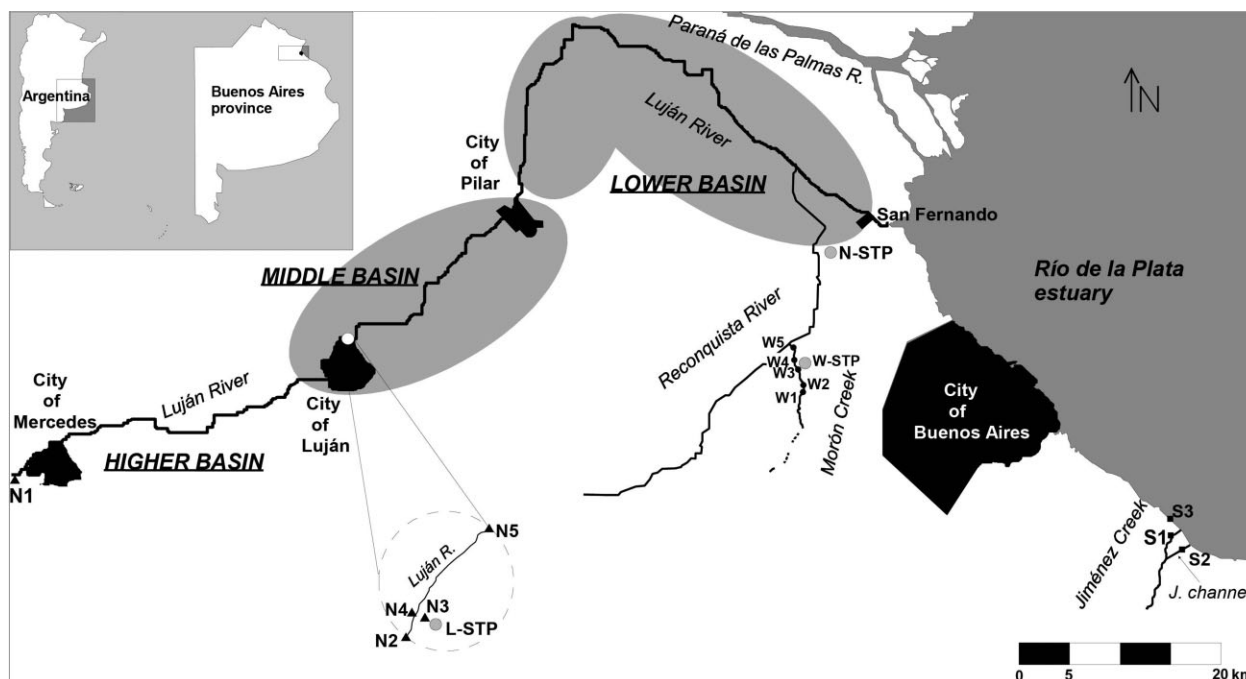 Argentina
Buenos Aires
province
Paraná de las Palmas R.
N
Luján River
City
of
Pilar
LOWER BASIN
San Fernando
N-STP
MIDDLE BASIN
Río de la Plata
estuary
Reconquista River
W5
W4
W-STP
W3
W2
W1
Morón Creek
City
of
Buenos Aires
City
of
Mercedes
Luján River
City
of
Luján
HIGHER BASIN
N1
N5
Luján R.
N4
N3
L-STP
N2
S3
S1
S2
Jiménez Creek
J. channe
0 5 20 km